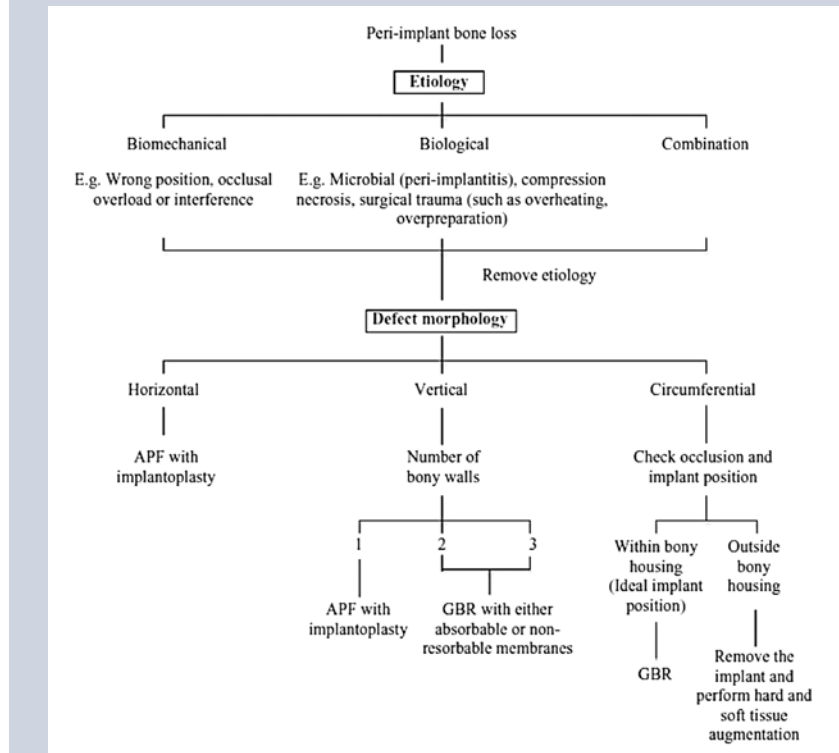 Peri-implant bone loss
Etiology
Biomechanical
Biological
Combination
E.g. Wrong position, occlusal
overload or interference
E.g. Microbial (peri-implantitis), compression
necrosis, surgical trauma (such as overheating,
overpreparation)
Remove etiology
Defect morphology
Horizontal
Vertical
Circumferential
APF with
implantoplasty
Number of
bony walls
Check occlusion and
implant position
1
2
3
Within bony
housing
(Ideal implant
position)
Outside
bony
housing
APF with
implantoplasty
GBR with either
absorbable or non-
resorbable membranes
GBR
Remove the
implant and
perform hard and
soft tissue
augmentation